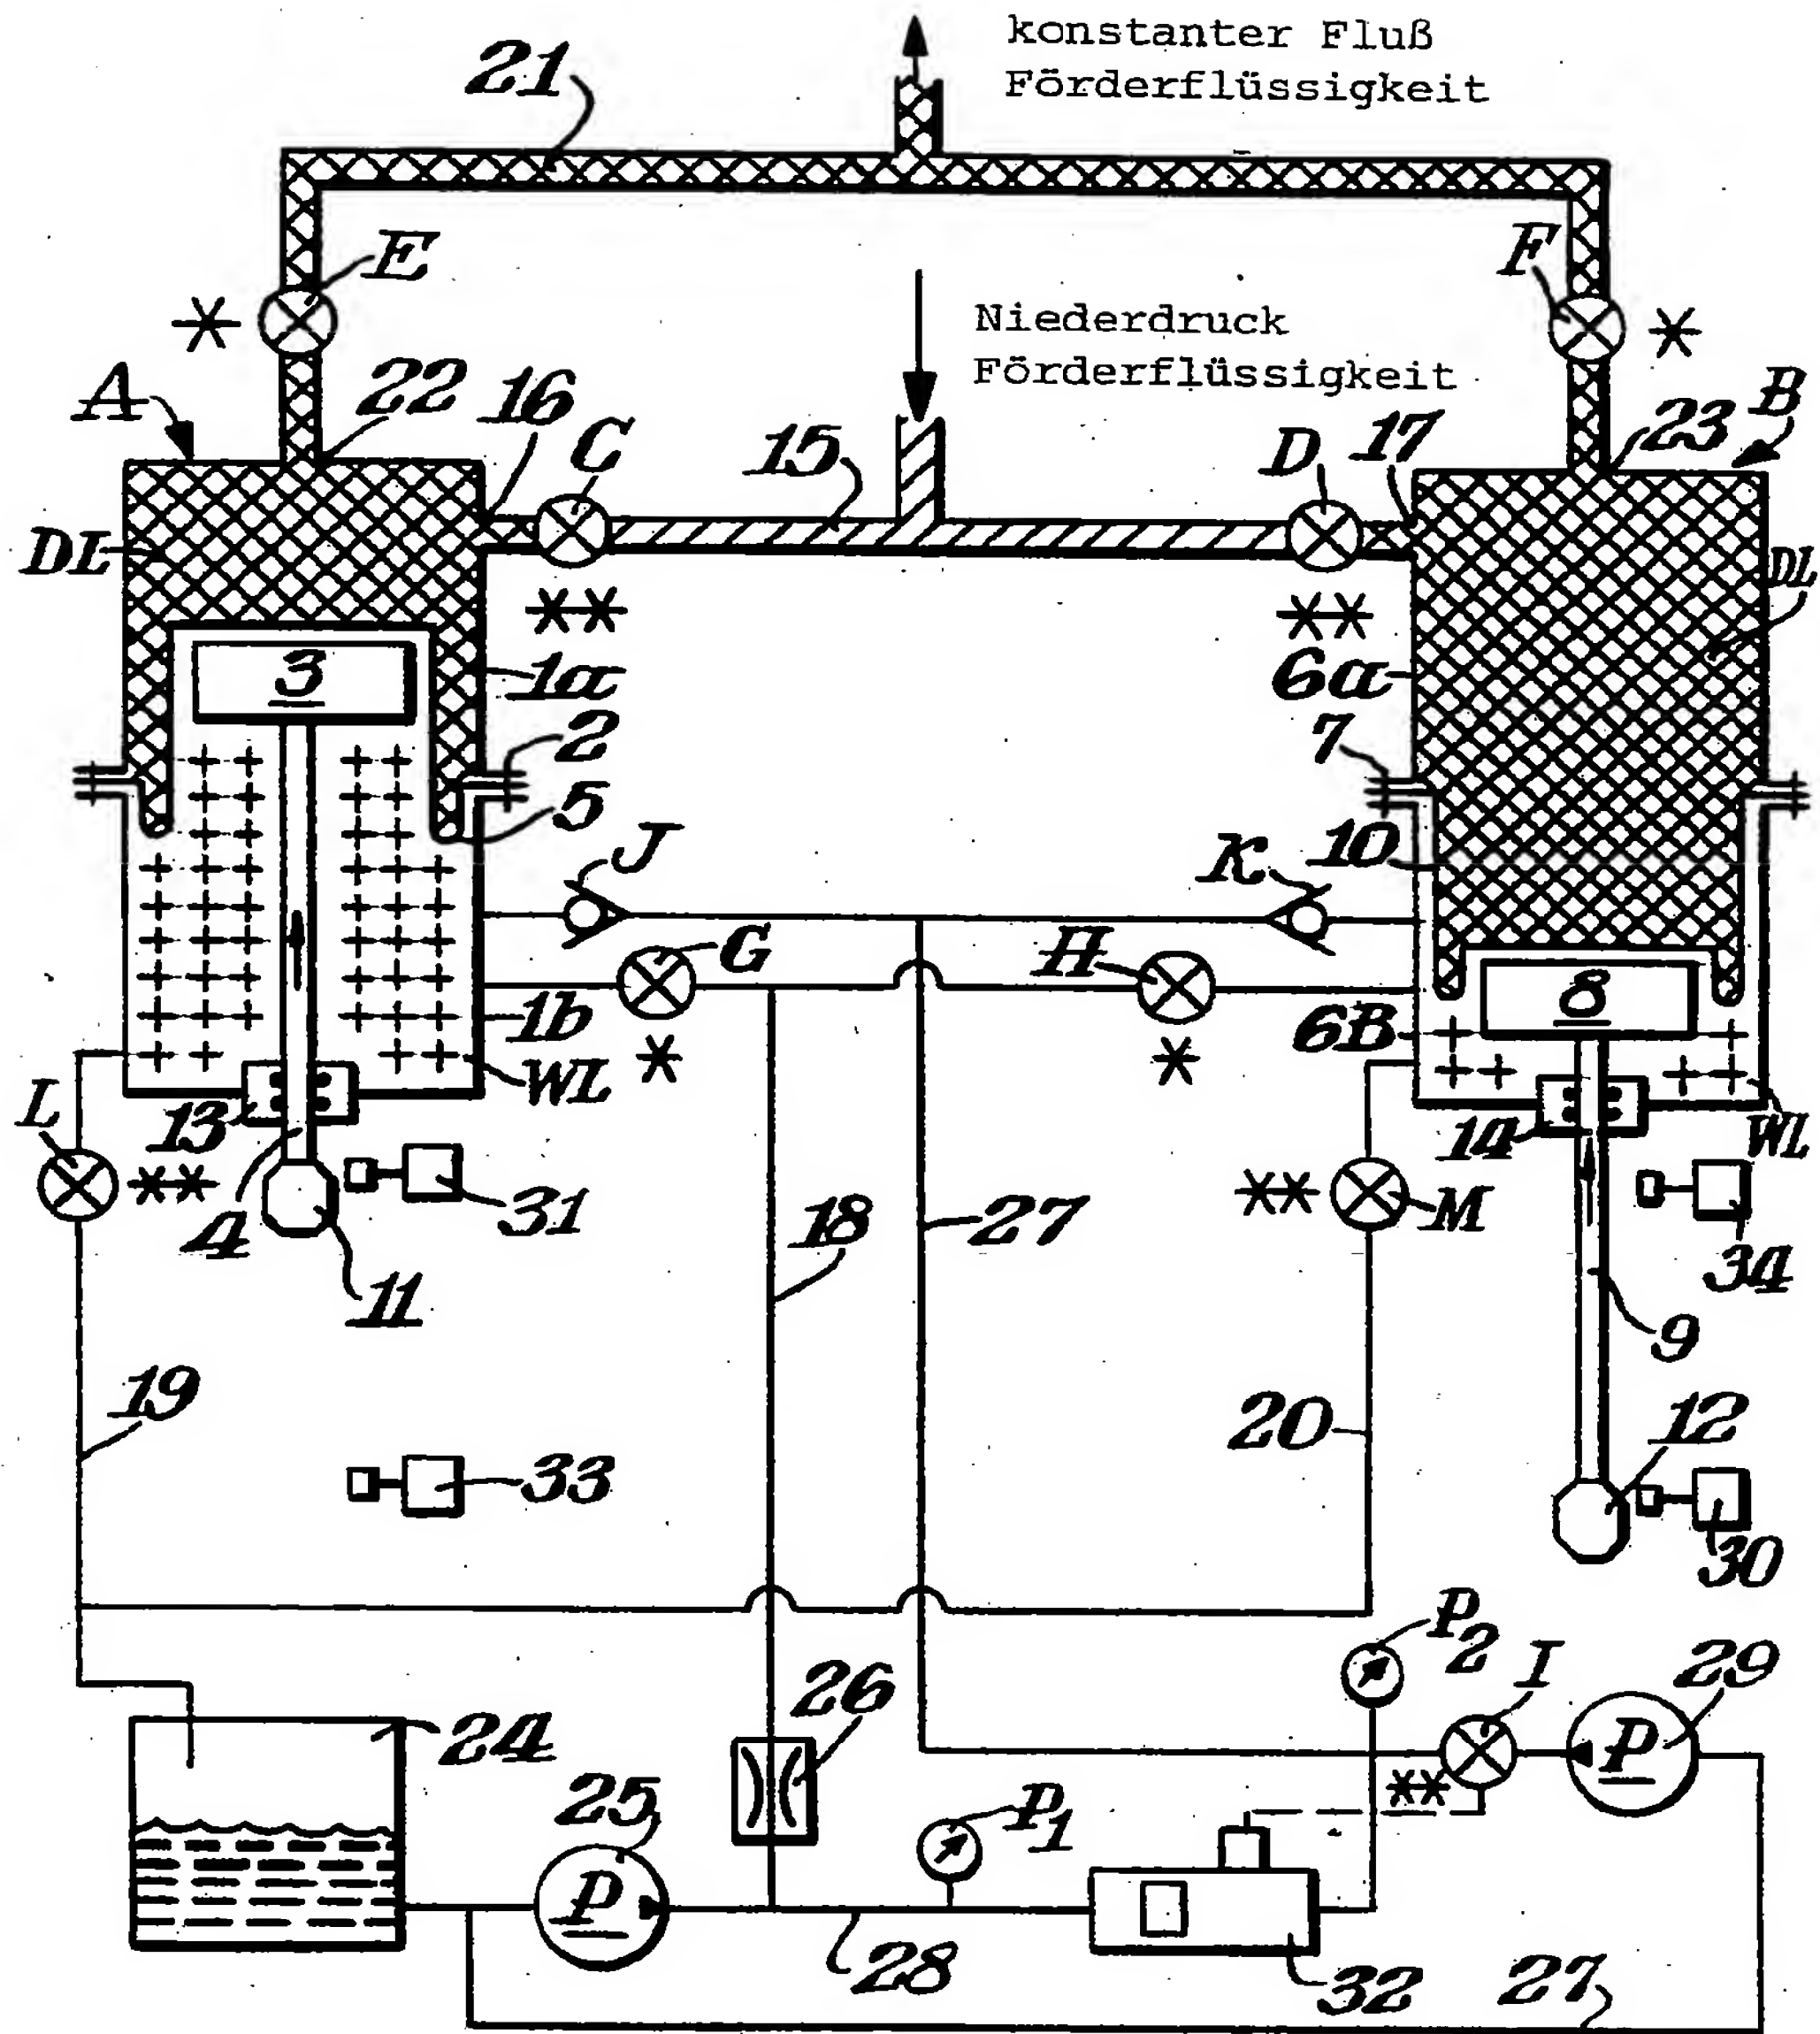 konstanter Fluß
Förderflüssigkeit
21
E
F
Niederdruck
Förderflüssigkeit
A
22
16
C
15
D
17
23
B
DL
DL
3
1a
6a
2
7
5
J
K
10
G
H
8
1b
6B
WL
L
13
14
WL
4
31
18
27
M
34
11
9
19
20
12
33
30
P2
I
29
26
24
P
25
P1
P
28
32
27